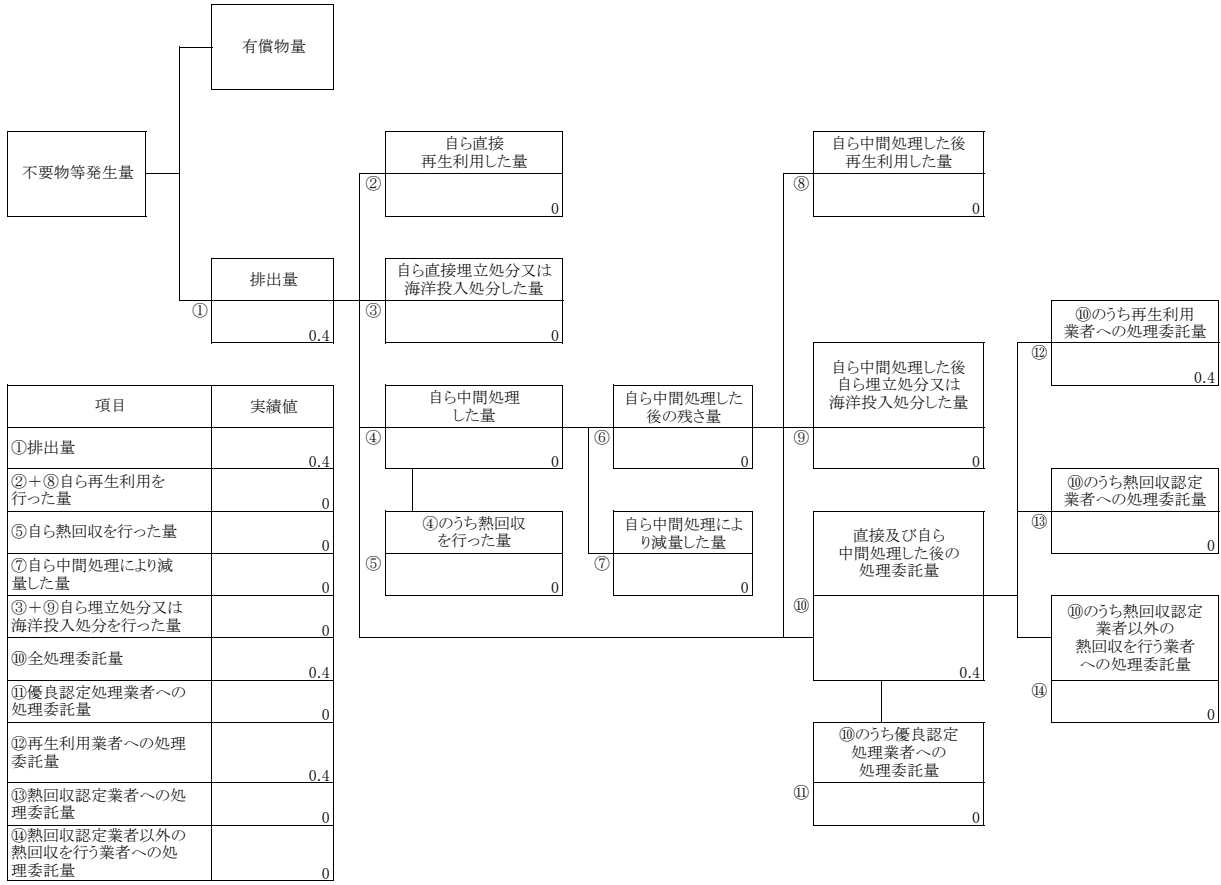 有償物量
不要物等発生量
排出量
①
0.4
自ら直接
再生利用した量
②
0
自ら直接埋立処分又は
海洋投入処分した量
③
0
自ら中間処理
した量
④
0
④のうち熱回収
を行った量
⑤
0
自ら中間処理した
後の残さ量
⑥
0
自ら中間処理によ
り減量した量
⑦
0
自ら中間処理した後
再生利用した量
⑧
0
自ら中間処理した後
自ら埋立処分又は
海洋投入処分した量
⑨
0
直接及び自ら
中間処理した後の
処理委託量
⑩
0.4
⑩のうち優良認定
処理業者への
処理委託量
⑪
0
⑩のうち再生利用
業者への処理委託量
⑫
0.4
⑩のうち熱回収認定
業者への処理委託量
⑬
0
⑩のうち熱回収認定
業者以外の
熱回収を行う業者
への処理委託量
⑭
0
項目 実績値
①排出量 0.4
②+⑧自ら再生利用を
行った量 0
⑤自ら熱回収を行った量 0
⑦自ら中間処理により減
量した量 0
③+⑨自ら埋立処分又は
海洋投入処分を行った量 0
⑩全処理委託量 0.4
⑪優良認定処理業者への
処理委託量 0
⑫再生利用業者への処理
委託量 0.4
⑬熱回収認定業者への処
理委託量 0
⑭熱回収認定業者以外の
熱回収を行う業者への処
理委託量 0